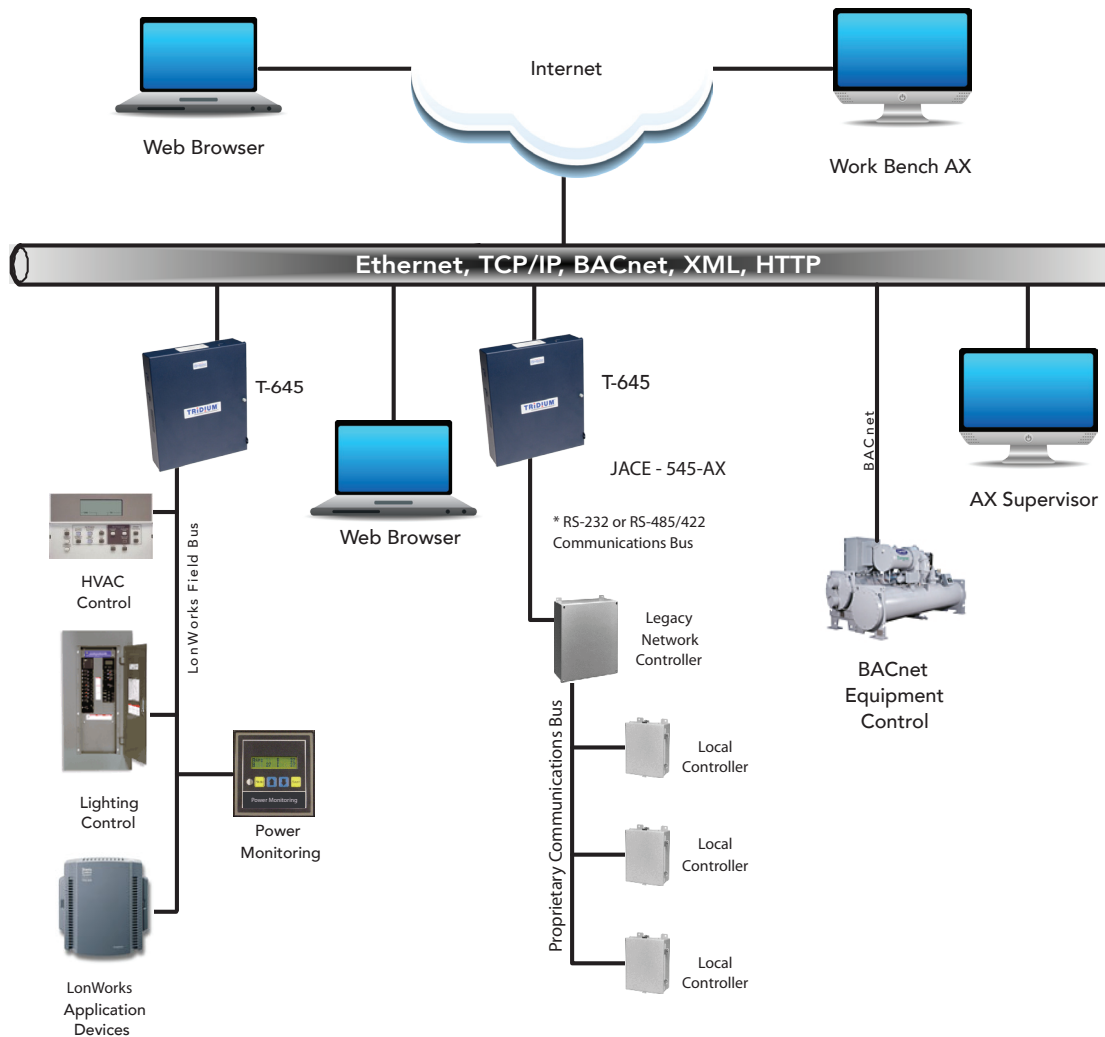 Internet
Web Browser
Work Bench AX
Ethernet, TCP/IP, BACnet, XML, HTTP
T-645
TRIDIUM
T-645
TRIDIUM
JACE - 545-AX
* RS-232 or RS-485/422
Communications Bus
BACnet
AX Supervisor
Web Browser
HVAC
Control
LonWorks Field Bus
Legacy
Network
Controller
BACnet
Equipment
Control
Lighting
Control
Power Monitoring
Power
Monitoring
Proprietary Communications Bus
Local
Controller
Local
Controller
Local
Controller
LonWorks
Application
Devices